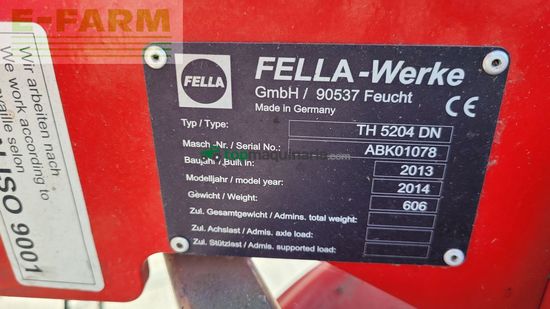 E-FARM
Wir arbeiten nach
We work according to
ISO 9001
FELLA
FELLA-Werke
GmbH / 90537 Feucht
Made in Germany
CE
Typ / Type: TH 5204 DN
Masch.-Nr. / Serial No.: ABK01078
Baujahr / Built in: 2013
Modelljahr / model year: 2014
Gewicht / Weight: 606
Zul. Gesamtgewicht / Admins. total weight:
Zul. Achslast / Admins. axle load:
Zul. Stützlast / Admins. supported load: